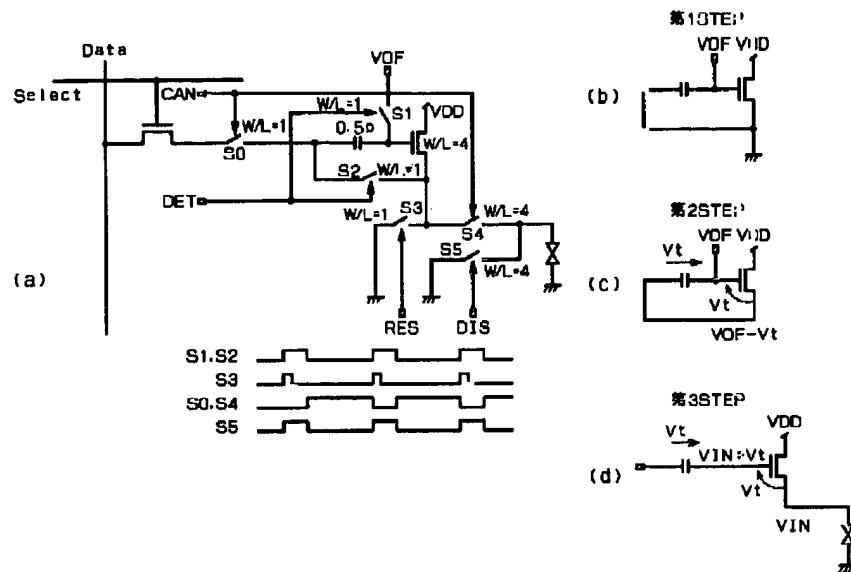 Data
VOF
Select
CAN
W/L=1
S1
VDD
W/L=1
0.5p
W/L=4
S0
S2
W/L=1
DET
S3
W/L=1
W/L=4
S4
S5
W/L=4
(a)
RES
DIS
S1.S2
S3
S0.S4
S5
第1STEP
VOF VDD
(b)
第2STEP
Vt
VOF VDD
(c)
Vt
VOF-Vt
第3STEP
VDD
Vt
VIN+Vt
(d)
Vt
VIN